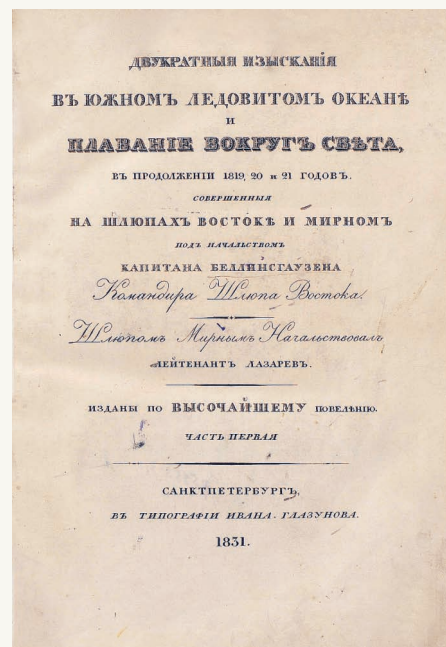 ДВУКРАТНЫЯ ИЗЫСКАНІЯ
ВЪ ЮЖНОМЪ ЛЕДОВИТОМЪ ОКЕАНѢ
И
ПЛАВАНІЕ ВОКРУГЪ СВѢТА,
ВЪ ПРОДОЛЖЕНІИ 1819, 20 и 21 ГОДОВЪ.
СОВЕРШЕННЫЯ
НА ШЛЮПАХЪ ВОСТОКѢ И МИРНОМЪ
ПОДЪ НАЧАЛЬСТВОМЪ
КАПИТАНА БЕЛЛИНСГАУЗЕНА
Командира Шлюпа Востока.
Шлюпомъ Мирнымъ Начальствовалъ
ЛЕЙТЕНАНТЪ ЛАЗАРЕВЪ.
ИЗДАНЫ ПО ВЫСОЧАЙШЕМУ ПОВЕЛѢНІЮ.
ЧАСТЬ ПЕРВАЯ
САНКТПЕТЕРБУРГЪ,
ВЪ ТИПОГРАФІИ ИВАНА. ГЛАЗУНОВА.
1831.